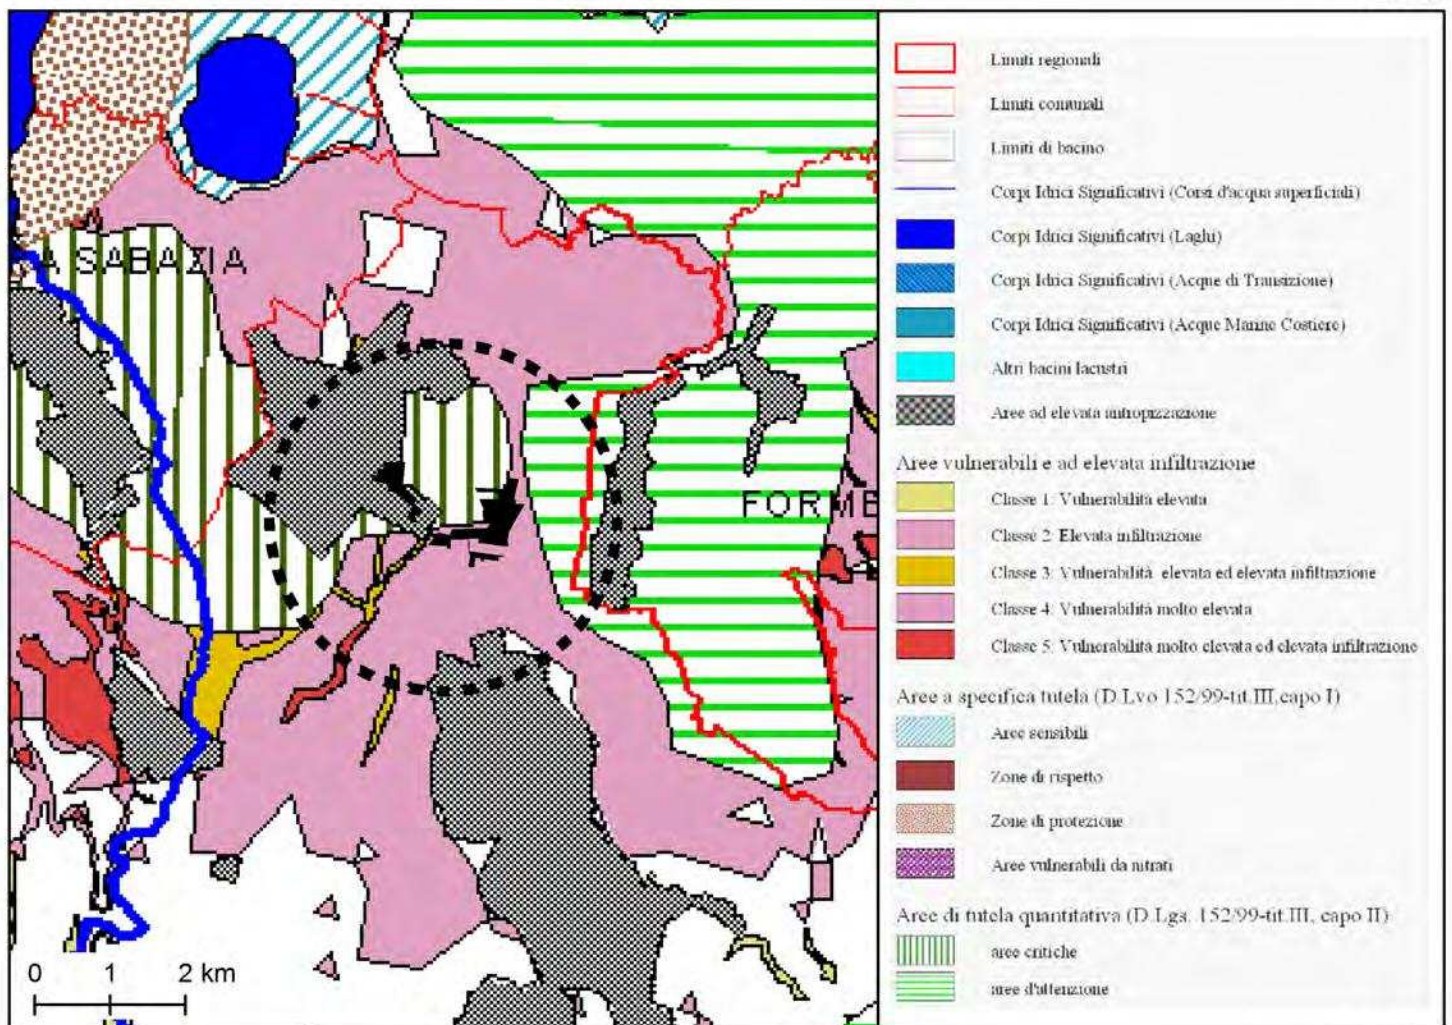 A SABAZIA
FORME
0 1 2 km
Limiti regionali
Limiti comunali
Limiti di bacino
Corpi Idrici Significativi (Corsi d'acqua superficiali)
Corpi Idrici Significativi (Laghi)
Corpi Idrici Significativi (Acque di Transizione)
Corpi Idrici Significativi (Acque Marine Costiere)
Altri bacini lacustri
Aree ad elevata antropizzazione
Aree vulnerabili e ad elevata infiltrazione
Classe 1: Vulnerabilità elevata
Classe 2: Elevata infiltrazione
Classe 3: Vulnerabilità elevata ed elevata infiltrazione
Classe 4: Vulnerabilità molto elevata
Classe 5: Vulnerabilità molto elevata ed elevata infiltrazione
Aree a specifica tutela (D.Lvo 152/99-tit.III,capo I)
Aree sensibili
Zone di rispetto
Zone di protezione
Aree vulnerabili da nitrati
Aree di tutela quantitativa (D.Lgs. 152/99-tit.III, capo II)
aree critiche
aree d'attenzione